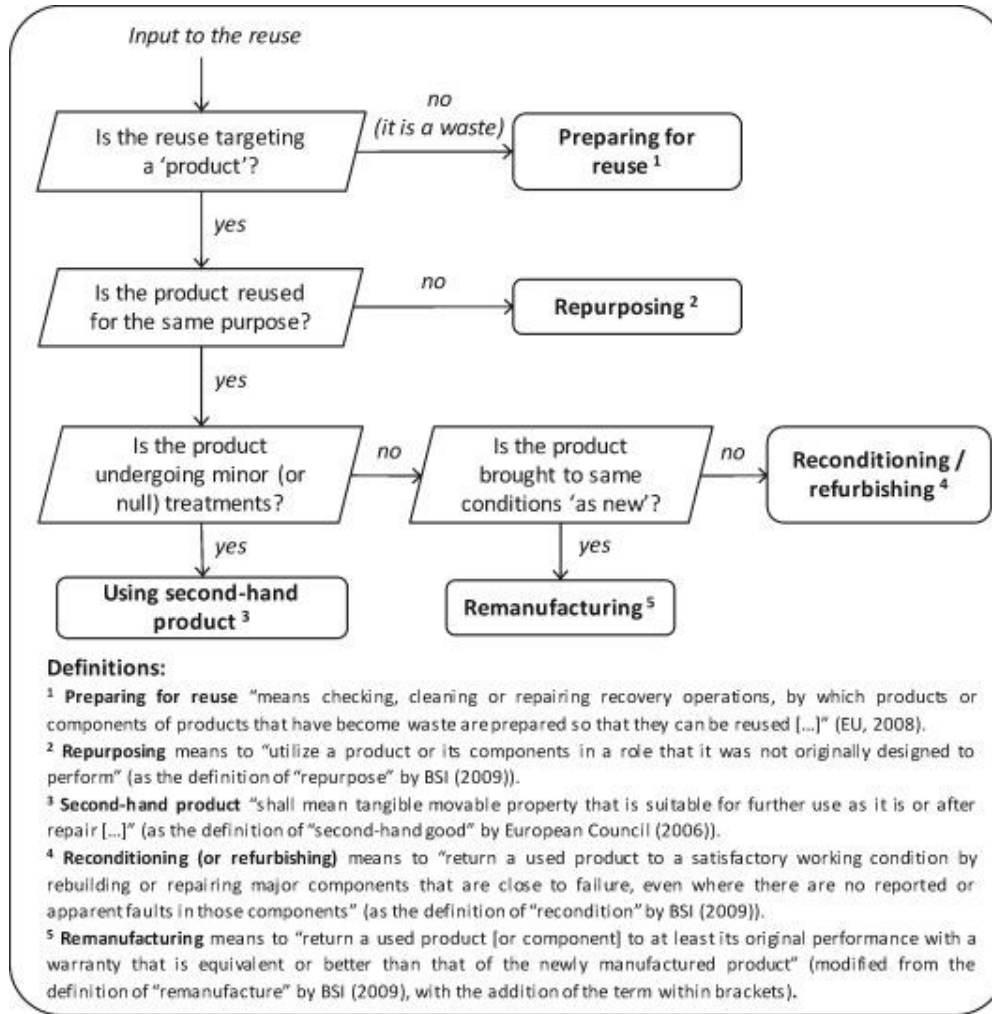 Input to the reuse
Is the reuse targeting
a ‘product’?
no
(it is a waste)
Preparing for
reuse 1
yes
Is the product reused
for the same purpose?
no
Repurposing 2
yes
Is the product
undergoing minor (or
null) treatments?
no
Is the product
brought to same
conditions ‘as new’?
no
Reconditioning /
refurbishing 4
yes
yes
Using second-hand
product 3
Remanufacturing 5
Definitions:
1 Preparing for reuse “means checking, cleaning or repairing recovery operations, by which products or
components of products that have become waste are prepared so that they can be reused […]” (EU, 2008).
2 Repurposing means to “utilize a product or its components in a role that it was not originally designed to
perform” (as the definition of “repurpose” by BSI (2009)).
3 Second-hand product “shall mean tangible movable property that is suitable for further use as it is or after
repair […]” (as the definition of “second-hand good” by European Council (2006)).
4 Reconditioning (or refurbishing) means to “return a used product to a satisfactory working condition by
rebuilding or repairing major components that are close to failure, even where there are no reported or
apparent faults in those components” (as the definition of “recondition” by BSI (2009)).
5 Remanufacturing means to “return a used product [or component] to at least its original performance with a
warranty that is equivalent or better than that of the newly manufactured product” (modified from the
definition of “remanufacture” by BSI (2009), with the addition of the term within brackets).